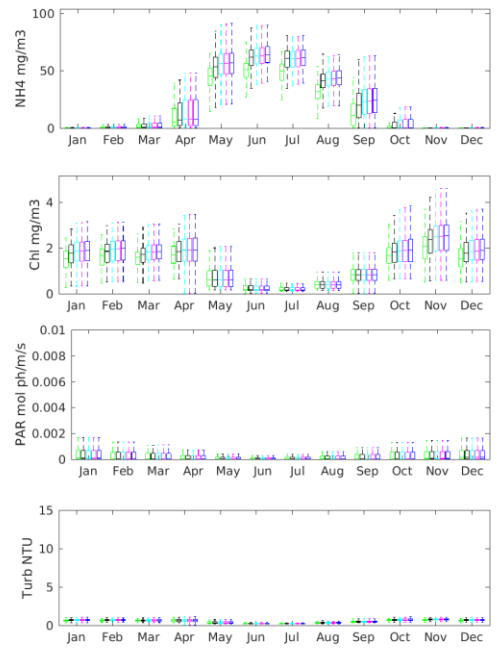 NH4 mg/m3
100
50
0
Jan Feb Mar Apr May Jun Jul Aug Sep Oct Nov Dec
Chl mg/m3
4
2
0
Jan Feb Mar Apr May Jun Jul Aug Sep Oct Nov Dec
PAR mol ph/m/s
0.01
0.008
0.006
0.004
0.002
0
Jan Feb Mar Apr May Jun Jul Aug Sep Oct Nov Dec
Turb NTU
15
10
5
0
Jan Feb Mar Apr May Jun Jul Aug Sep Oct Nov Dec